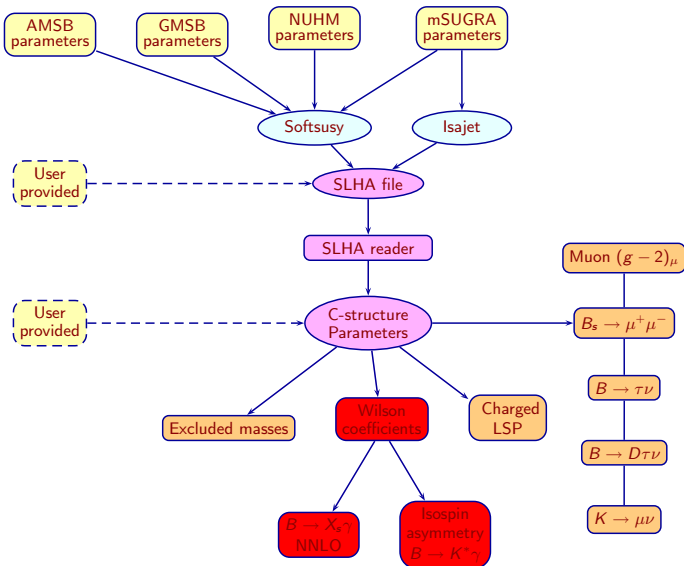 AMSB
parameters
GMSB
parameters
NUHM
parameters
mSUGRA
parameters
Softsusy
Isajet
User
provided
SLHA file
SLHA reader
Muon (g − 2)μ
User
provided
C-structure
Parameters
Bs → μ⁺μ⁻
B → τν
Excluded masses
Wilson
coefficients
Charged
LSP
B → Dτν
B → Xsγ
NNLO
Isospin
asymmetry
B → K*γ
K → μν